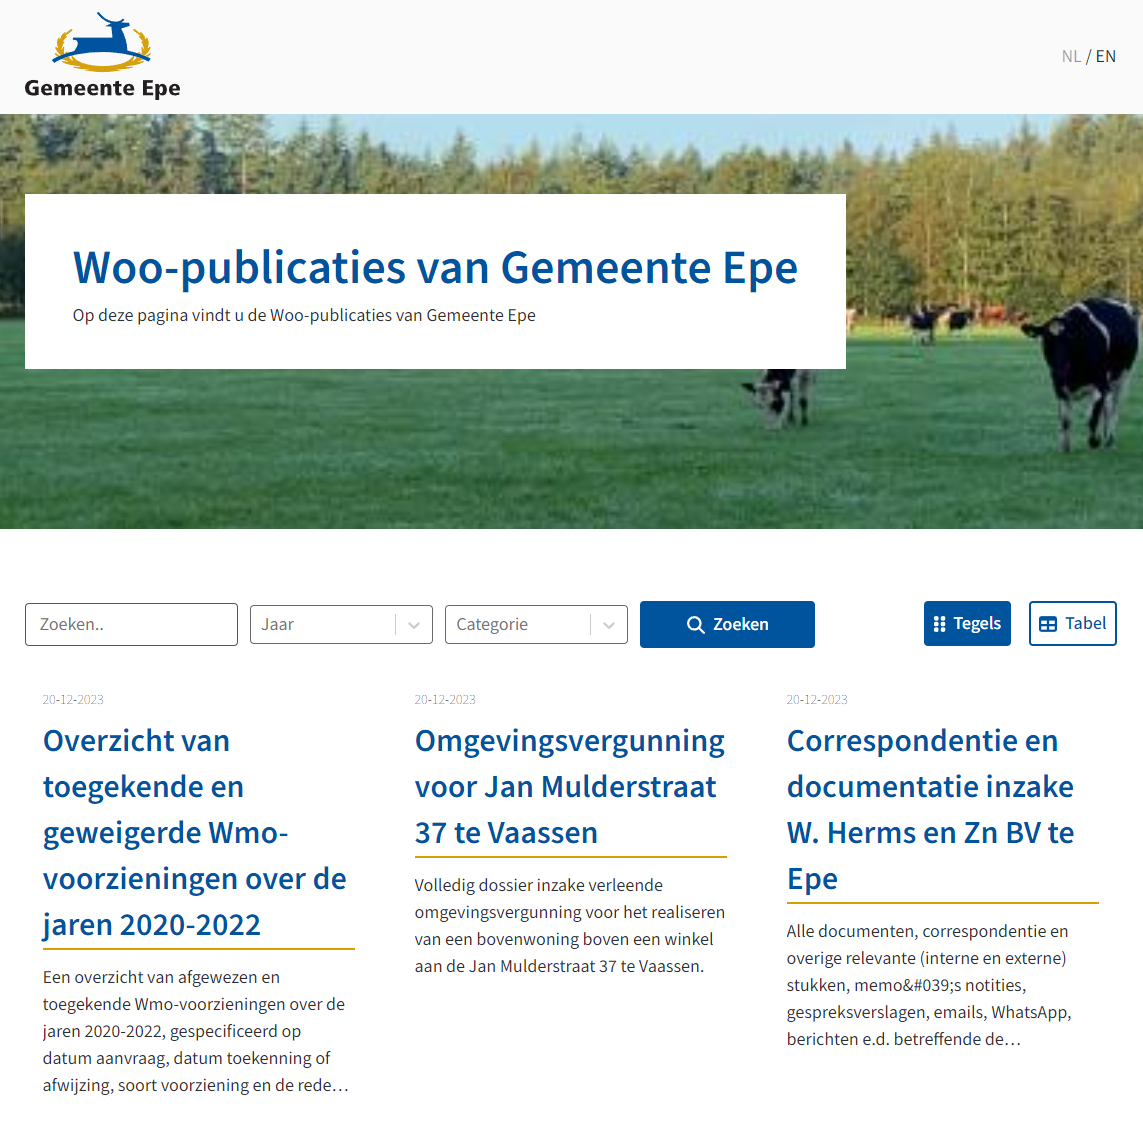 Gemeente Epe
NL / EN
Woo-publicaties van Gemeente Epe
Op deze pagina vindt u de Woo-publicaties van Gemeente Epe
Zoeken..
Jaar
Categorie
Zoeken
Tegels
Tabel
20-12-2023
Overzicht van
toegekende en
geweigerde Wmo-
voorzieningen over de
jaren 2020-2022
Een overzicht van afgewezen en
toegekende Wmo-voorzieningen over de
jaren 2020-2022, gespecificeerd op
datum aanvraag, datum toekenning of
afwijzing, soort voorziening en de rede…
20-12-2023
Omgevingsvergunning
voor Jan Mulderstraat
37 te Vaassen
Volledig dossier inzake verleende
omgevingsvergunning voor het realiseren
van een bovenwoning boven een winkel
aan de Jan Mulderstraat 37 te Vaassen.
20-12-2023
Correspondentie en
documentatie inzake
W. Herms en Zn BV te
Epe
Alle documenten, correspondentie en
overige relevante (interne en externe)
stukken, memo&#039;s notities,
gespreksverslagen, emails, WhatsApp,
berichten e.d. betreffende de…